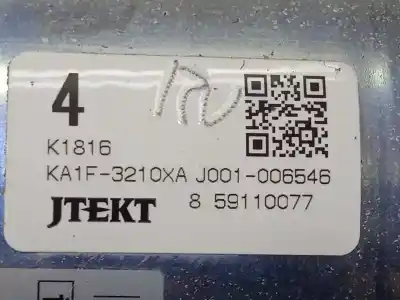 4
K1816
KA1F-3210XA J001-006546
JTEKT 8 59110077